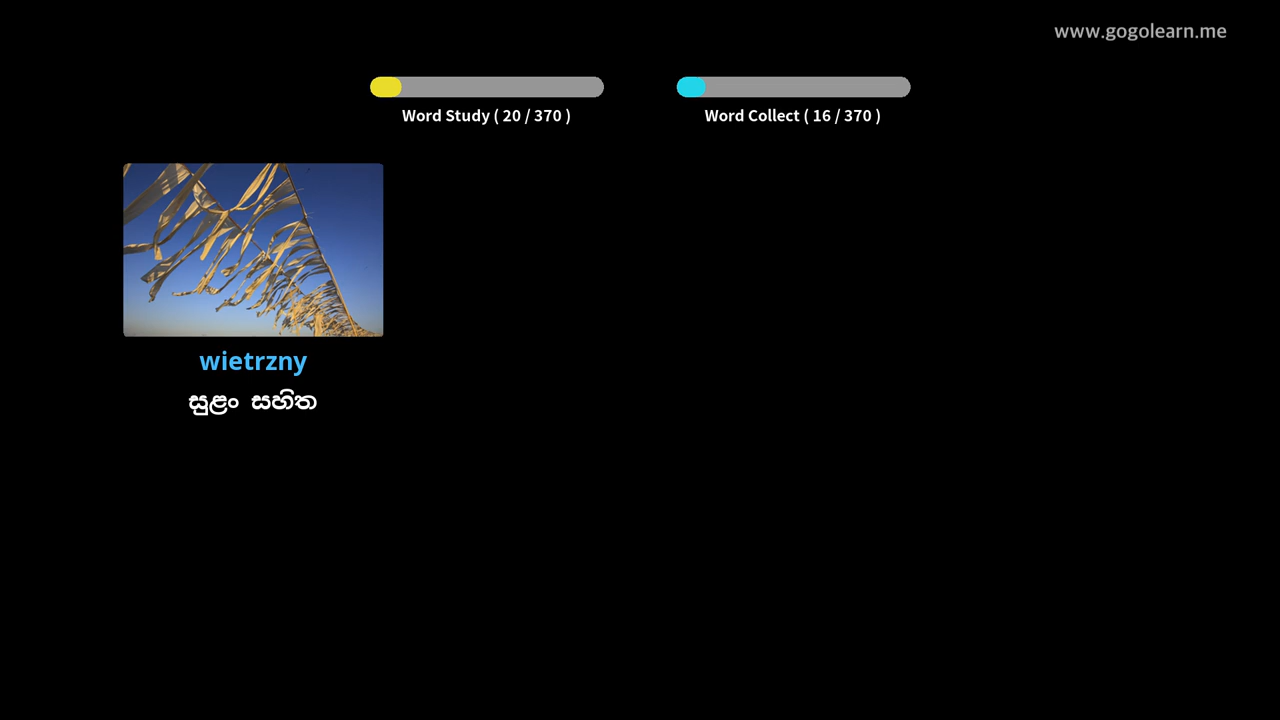 www.gogolearn.me
Word Study ( 20 / 370 )
Word Collect ( 16 / 370 )
wietrzny
සුළං සහිත